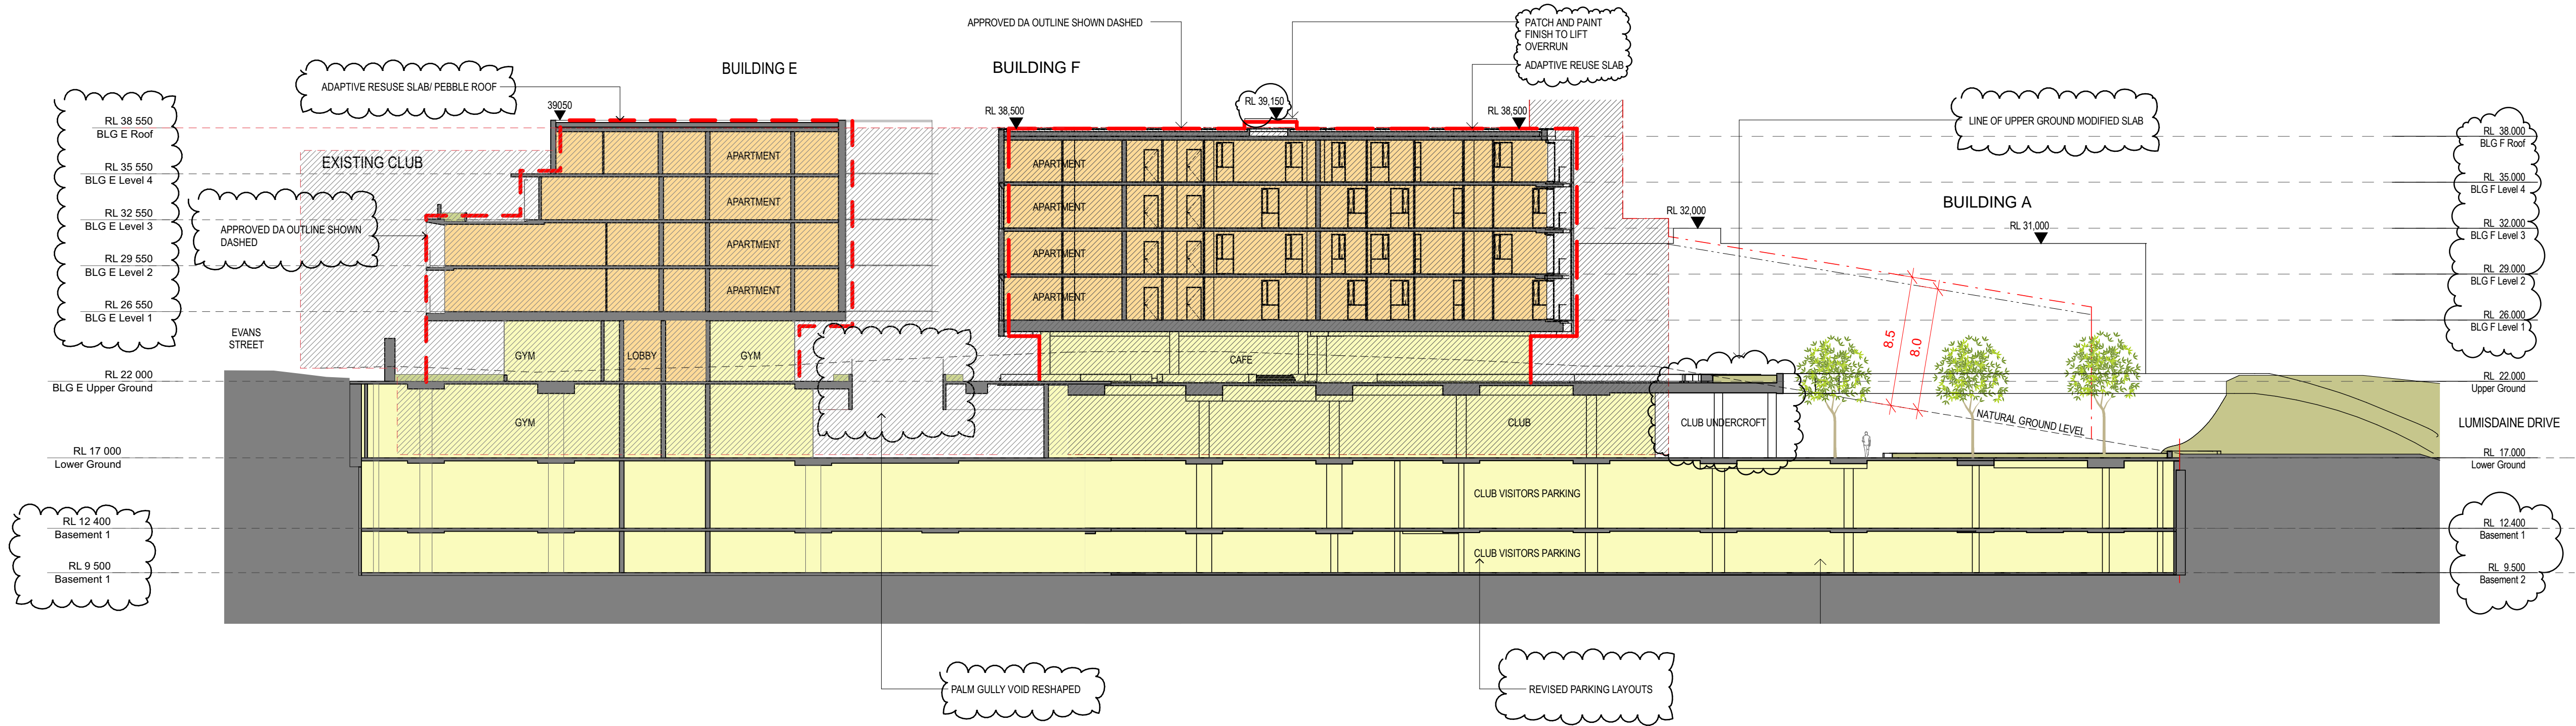 APPROVED DA OUTLINE SHOWN DASHED
PATCH AND PAINT
FINISH TO LIFT
OVERRUN
ADAPTIVE REUSE SLAB
BUILDING E
BUILDING F
ADAPTIVE RESUSE SLAB/ PEBBLE ROOF
39050
RL 38,500
RL 39,150
RL 38,500
LINE OF UPPER GROUND MODIFIED SLAB
RL 38 550
BLG E Roof
RL 35 550
BLG E Level 4
RL 32 550
BLG E Level 3
RL 29 550
BLG E Level 2
RL 26 550
BLG E Level 1
EXISTING CLUB
APPROVED DA OUTLINE SHOWN
DASHED
EVANS
STREET
RL 22 000
BLG E Upper Ground
RL 17 000
Lower Ground
RL 12 400
Basement 1
RL 9 500
Basement 1
APARTMENT
APARTMENT
APARTMENT
APARTMENT
GYM
LOBBY
GYM
GYM
APARTMENT
APARTMENT
APARTMENT
APARTMENT
CAFE
CLUB
CLUB UNDERCROFT
CLUB VISITORS PARKING
CLUB VISITORS PARKING
BUILDING A
RL 32,000
RL 31,000
8.5
8.0
NATURAL GROUND LEVEL
RL 38.000
BLG F Roof
RL 35.000
BLG F Level 4
RL 32.000
BLG F Level 3
RL 29.000
BLG F Level 2
RL 26.000
BLG F Level 1
RL 22.000
Upper Ground
LUMISDAINE DRIVE
RL 17.000
Lower Ground
RL 12.400
Basement 1
RL 9.500
Basement 2
PALM GULLY VOID RESHAPED
REVISED PARKING LAYOUTS